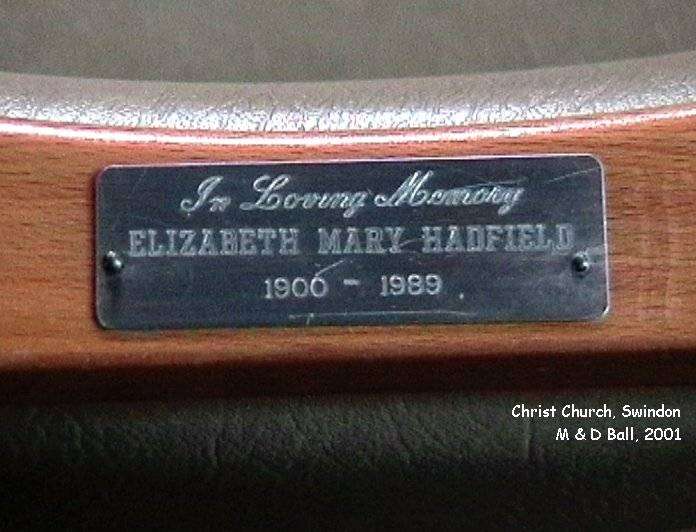 In Loving Memory
ELIZABETH MARY HADFIELD
1900 - 1989
Christ Church, Swindon
M & D Ball, 2001